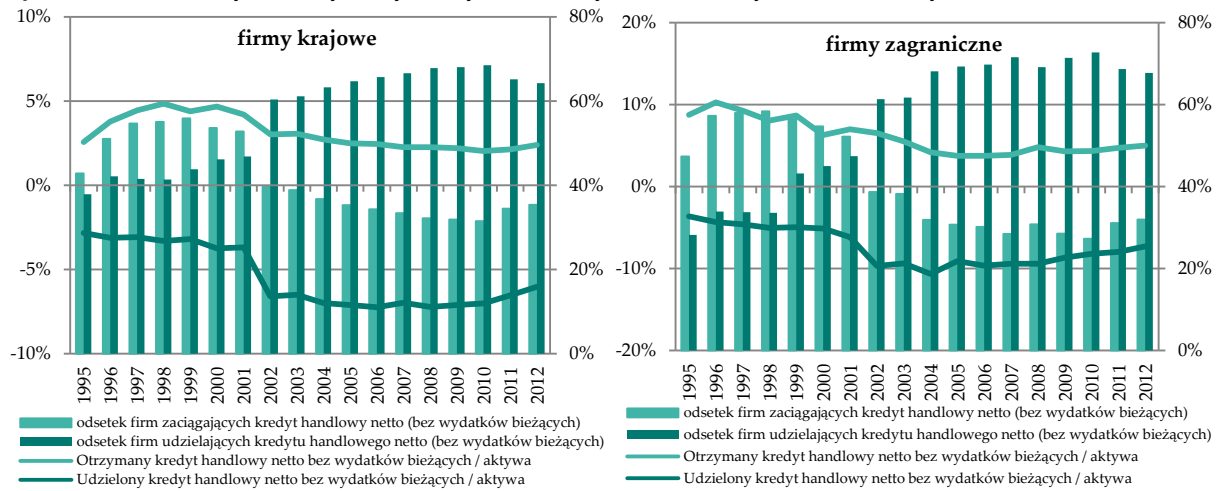 firmy krajowe
10%
5%
0%
-5%
-10%
80%
60%
40%
20%
0%
1995 1996 1997 1998 1999 2000 2001 2002 2003 2004 2005 2006 2007 2008 2009 2010 2011 2012
odsetek firm zaciągających kredyt handlowy netto (bez wydatków bieżących)
odsetek firm udzielających kredytu handlowego netto (bez wydatków bieżących)
Otrzymany kredyt handlowy netto bez wydatków bieżących / aktywa
Udzielony kredyt handlowy netto bez wydatków bieżących / aktywa
firmy zagraniczne
20%
10%
0%
-10%
-20%
80%
60%
40%
20%
0%
1995 1996 1997 1998 1999 2000 2001 2002 2003 2004 2005 2006 2007 2008 2009 2010 2011 2012
odsetek firm zaciągających kredyt handlowy netto (bez wydatków bieżących)
odsetek firm udzielających kredytu handlowego netto (bez wydatków bieżących)
Otrzymany kredyt handlowy netto bez wydatków bieżących / aktywa
Udzielony kredyt handlowy netto bez wydatków bieżących / aktywa